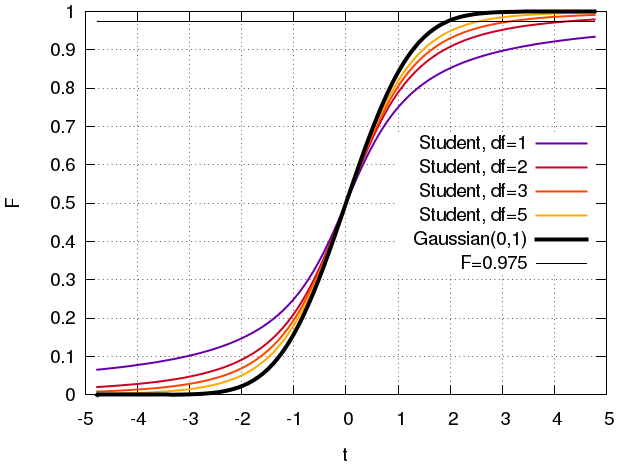 1
0.9
0.8
0.7
0.6
0.5
0.4
0.3
0.2
0.1
0
F
Student, df=1
Student, df=2
Student, df=3
Student, df=5
Gaussian(0,1)
F=0.975
-5 -4 -3 -2 -1 0 1 2 3 4 5
t